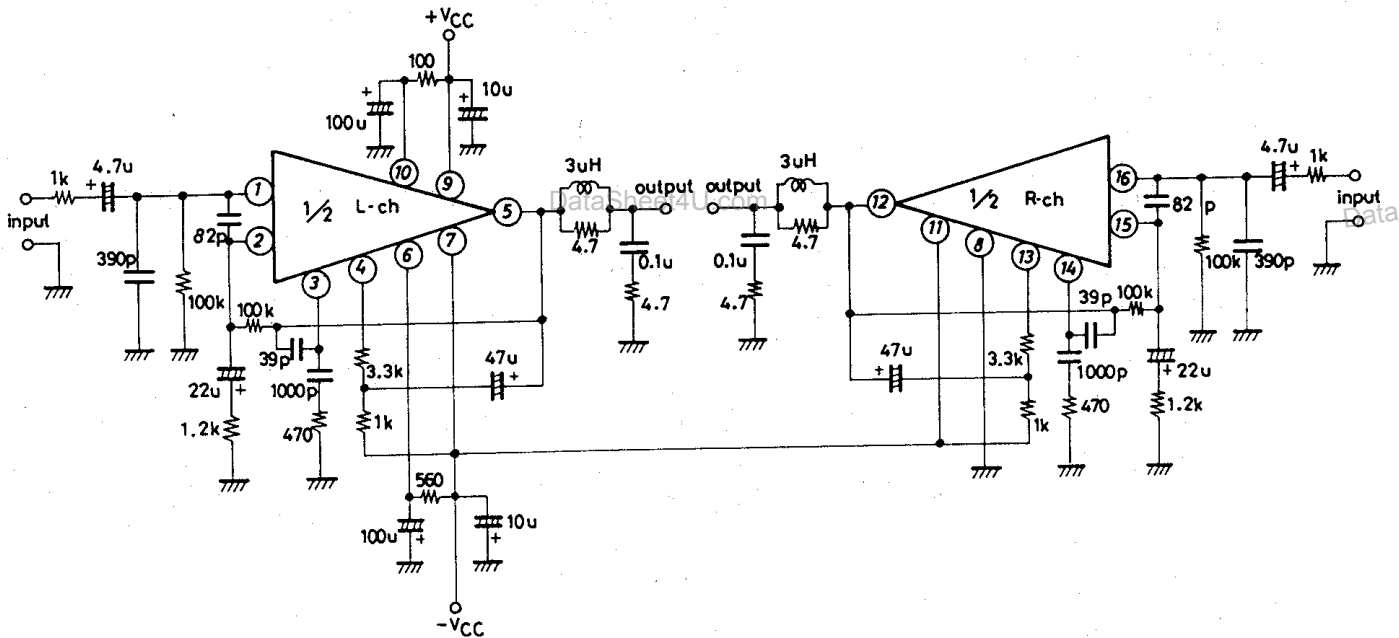 +VCC
100
100u
10u
1k
4.7u
input
390p
100k
82p
1
2
3
4
5
6
7
9
10
1/2 L-ch
3uH
4.7
output
0.1u
4.7
100k
39p
1000p
470
22u
1.2k
3.3k
1k
47u
560
100u
10u
-VCC
DataSheet4U.com
output
3uH
4.7
0.1u
4.7
12
11
8
13
14
15
16
1/2 R-ch
82 p
4.7u
1k
input
Data
100k
390p
39p
100k
1000p
470
22u
1.2k
47u
3.3k
1k